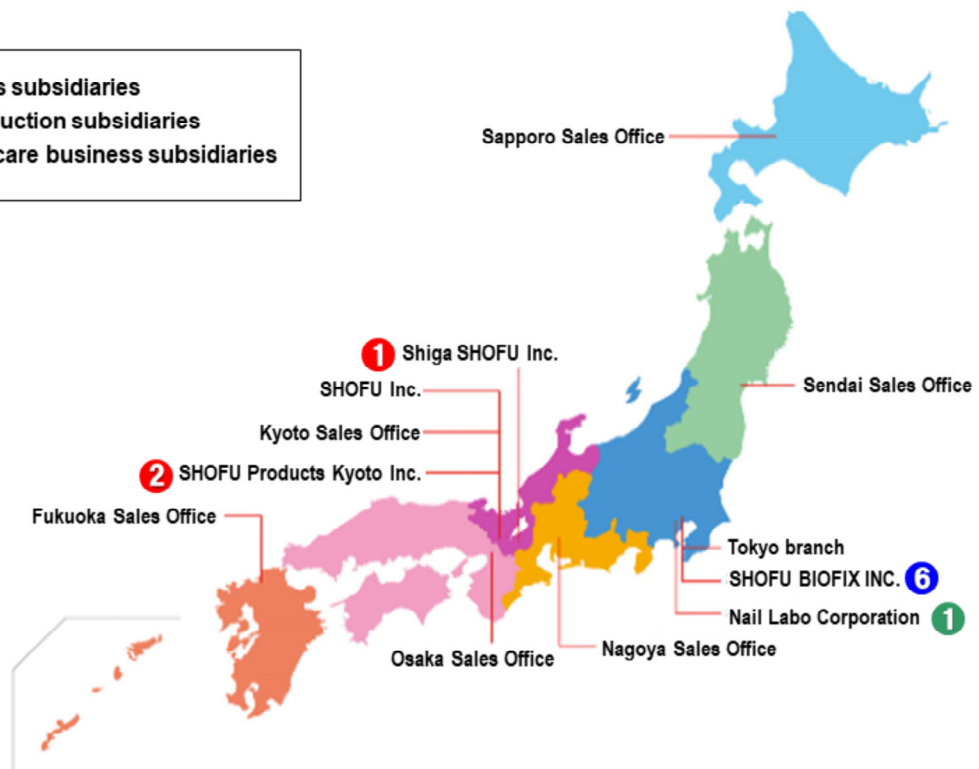 s subsidiaries
uction subsidiaries
care business subsidiaries
Sapporo Sales Office
1 Shiga SHOFU Inc.
SHOFU Inc.
Sendai Sales Office
Kyoto Sales Office
2 SHOFU Products Kyoto Inc.
Fukuoka Sales Office
Tokyo branch
SHOFU BIOFIX INC. 6
Nail Labo Corporation 1
Nagoya Sales Office
Osaka Sales Office